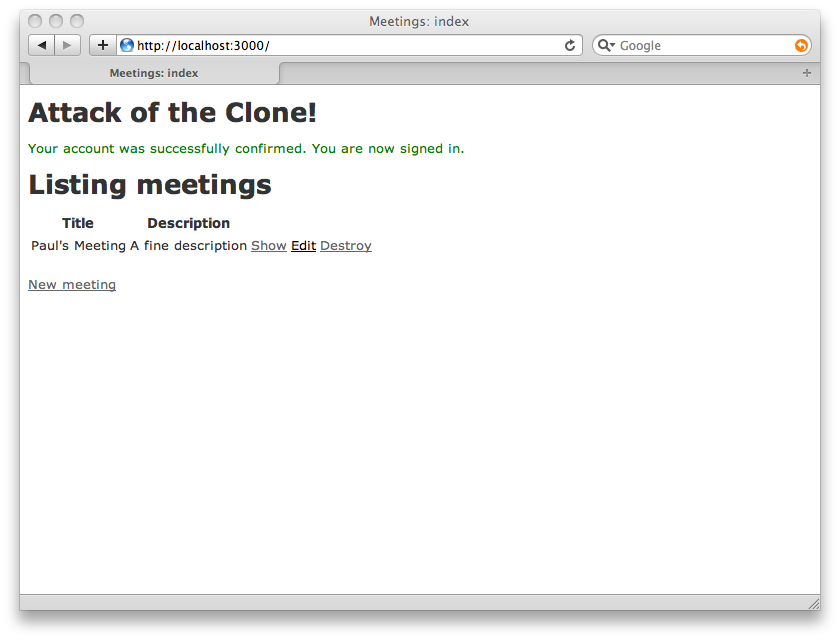 Meetings: index
http://localhost:3000/
Google
Meetings: index
Attack of the Clone!
Your account was successfully confirmed. You are now signed in.
Listing meetings
Title Description
Paul's Meeting A fine description Show Edit Destroy
New meeting